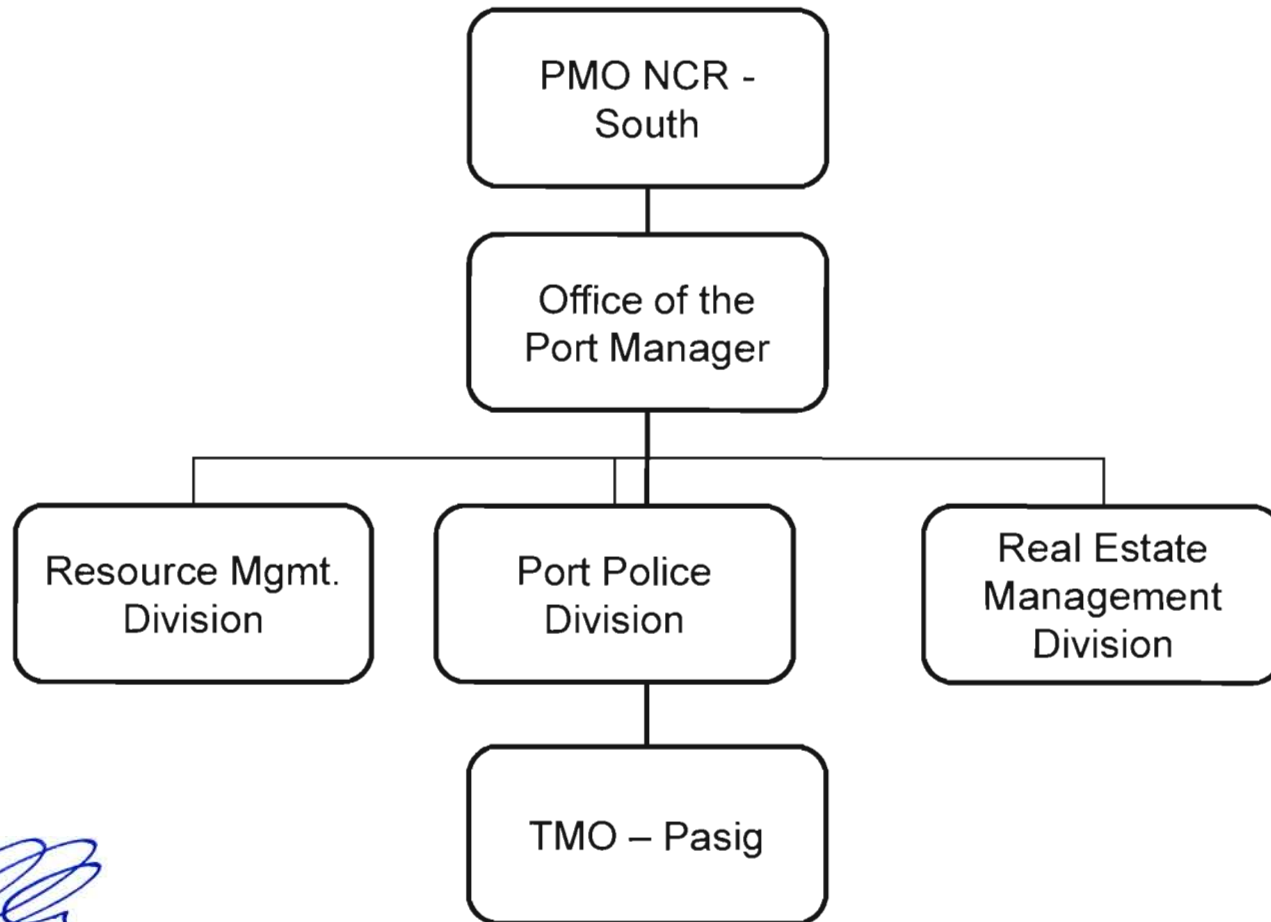 PMO NCR -
South
Office of the
Port Manager
Resource Mgmt.
Division
Port Police
Division
Real Estate
Management
Division
TMO – Pasig